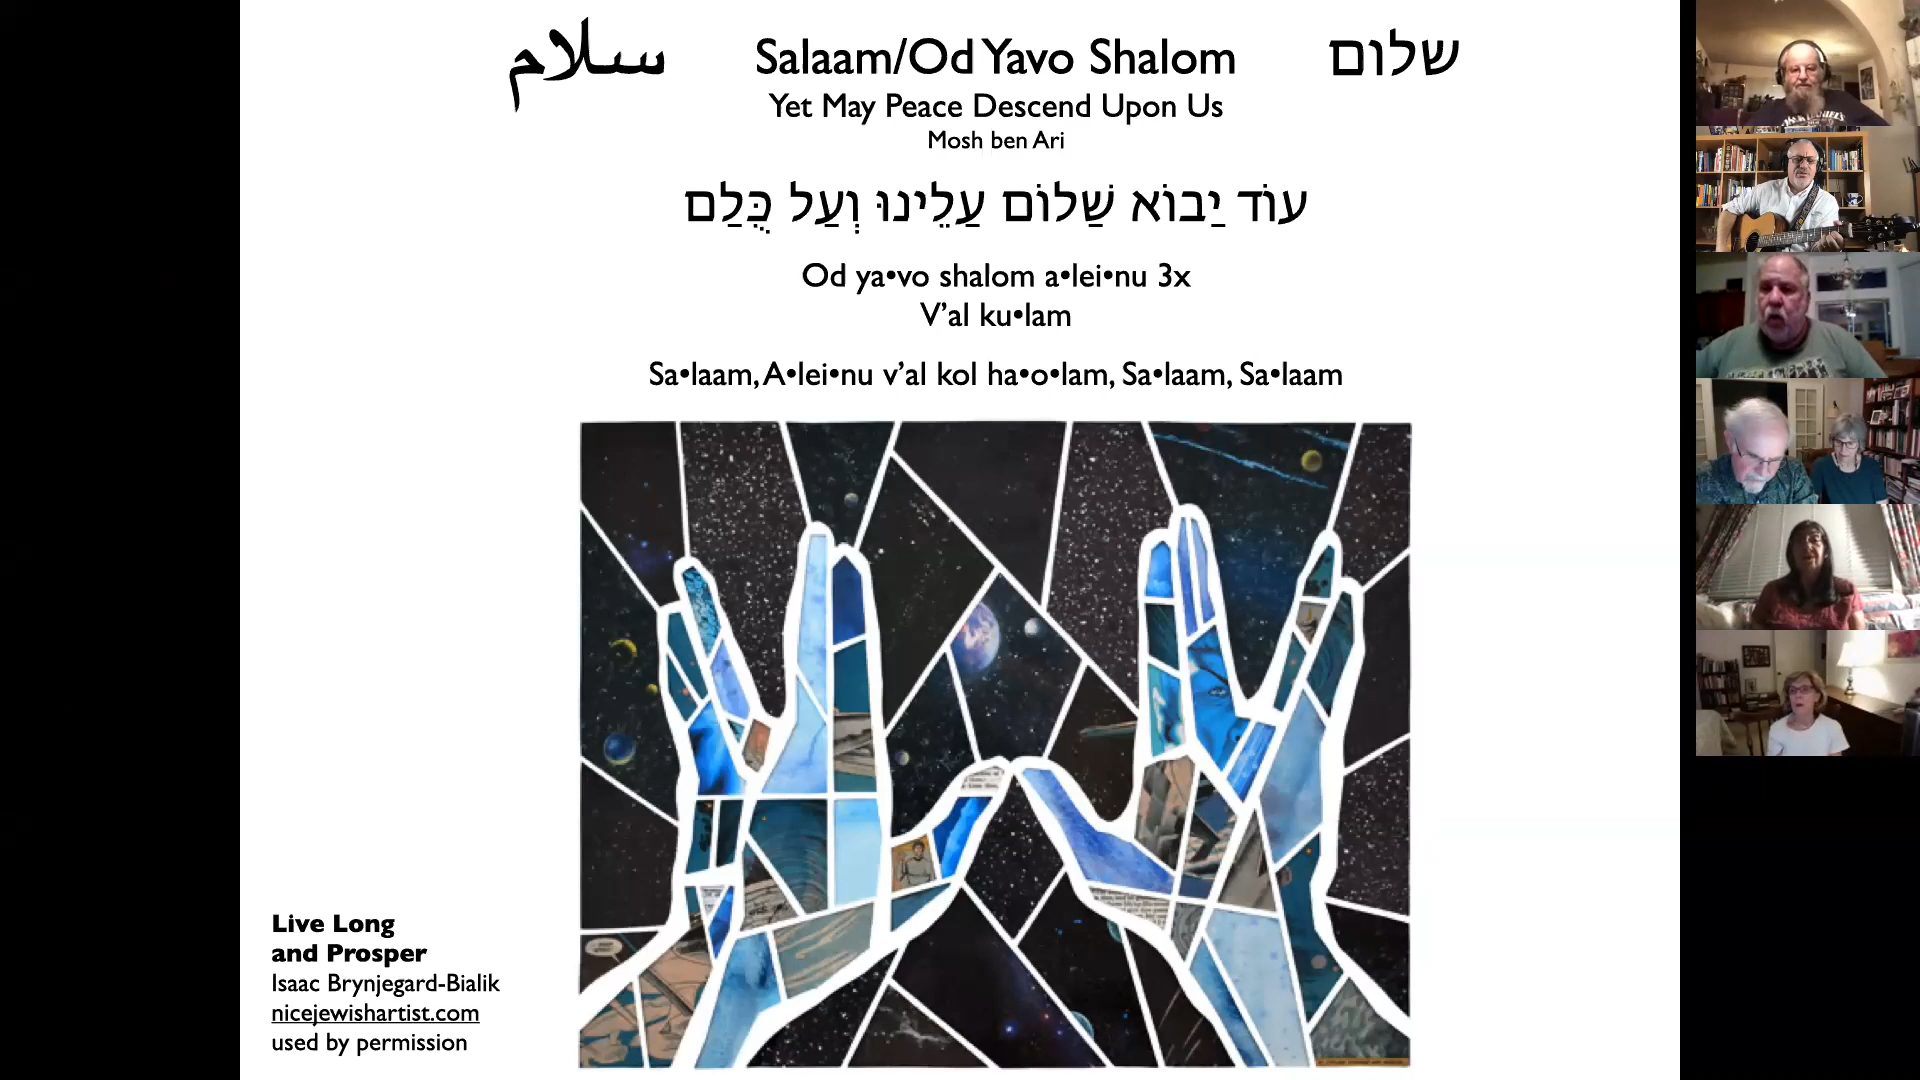 سلام
Salaam/Od Yavo Shalom
שלום
Yet May Peace Descend Upon Us
Mosh ben Ari
עוֹד יַבוֹא שַׁלוֹם עַלֵינוּ וְעַל כֻּלַם
Od ya•vo shalom a•lei•nu 3x
V’al ku•lam
Sa•laam, A•lei•nu v’al kol ha•o•lam, Sa•laam, Sa•laam
Live Long
and Prosper
Isaac Brynjegard-Bialik
nicejewishartist.com
used by permission